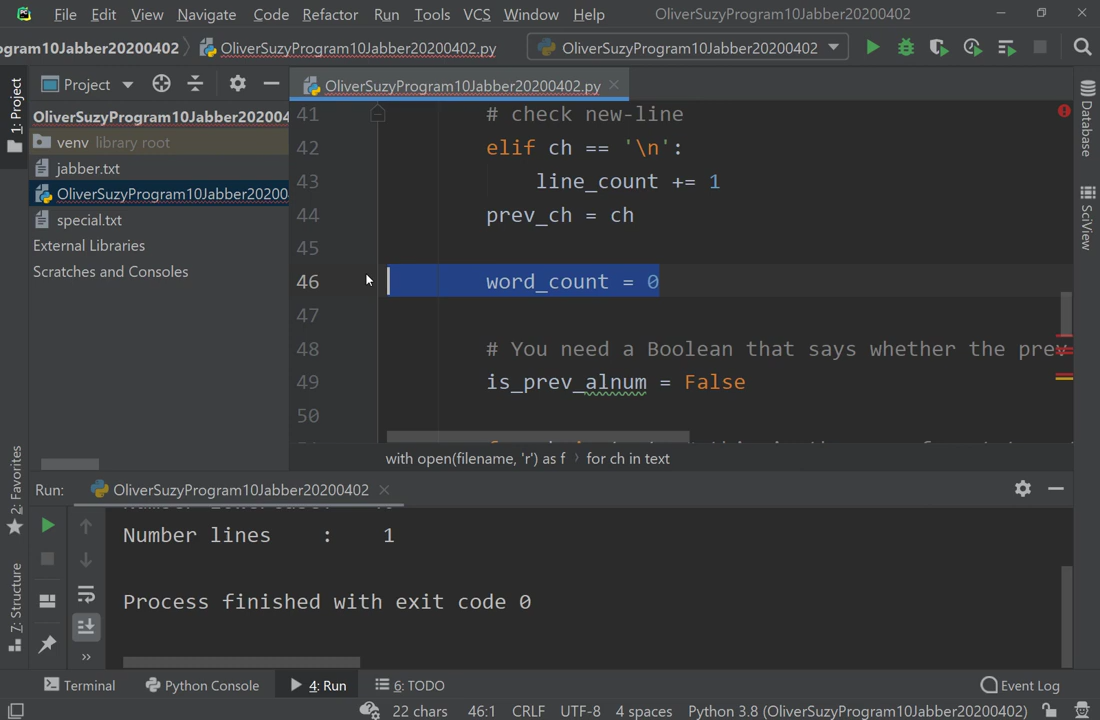 File Edit View Navigate Code Refactor Run Tools VCS Window Help OliverSuzyProgram10Jabber20200402
ogram10Jabber20200402 OliverSuzyProgram10Jabber20200402.py OliverSuzyProgram10Jabber20200402
1: Project
Project
OliverSuzyProgram10Jabber202004
venv library root
jabber.txt
OliverSuzyProgram10Jabber20200
special.txt
External Libraries
Scratches and Consoles
OliverSuzyProgram10Jabber20200402.py
41 # check new-line
42 elif ch == '\n':
43 line_count += 1
44 prev_ch = ch
45
46 word_count = 0
47
48 # You need a Boolean that says whether the prev
49 is_prev_alnum = False
50
with open(filename, 'r') as f for ch in text
Database
SciView
2: Favorites
7: Structure
Run: OliverSuzyProgram10Jabber20200402
Number lines : 1
Process finished with exit code 0
»
Terminal Python Console 4: Run 6: TODO Event Log
22 chars 46:1 CRLF UTF-8 4 spaces Python 3.8 (OliverSuzyProgram10Jabber20200402)